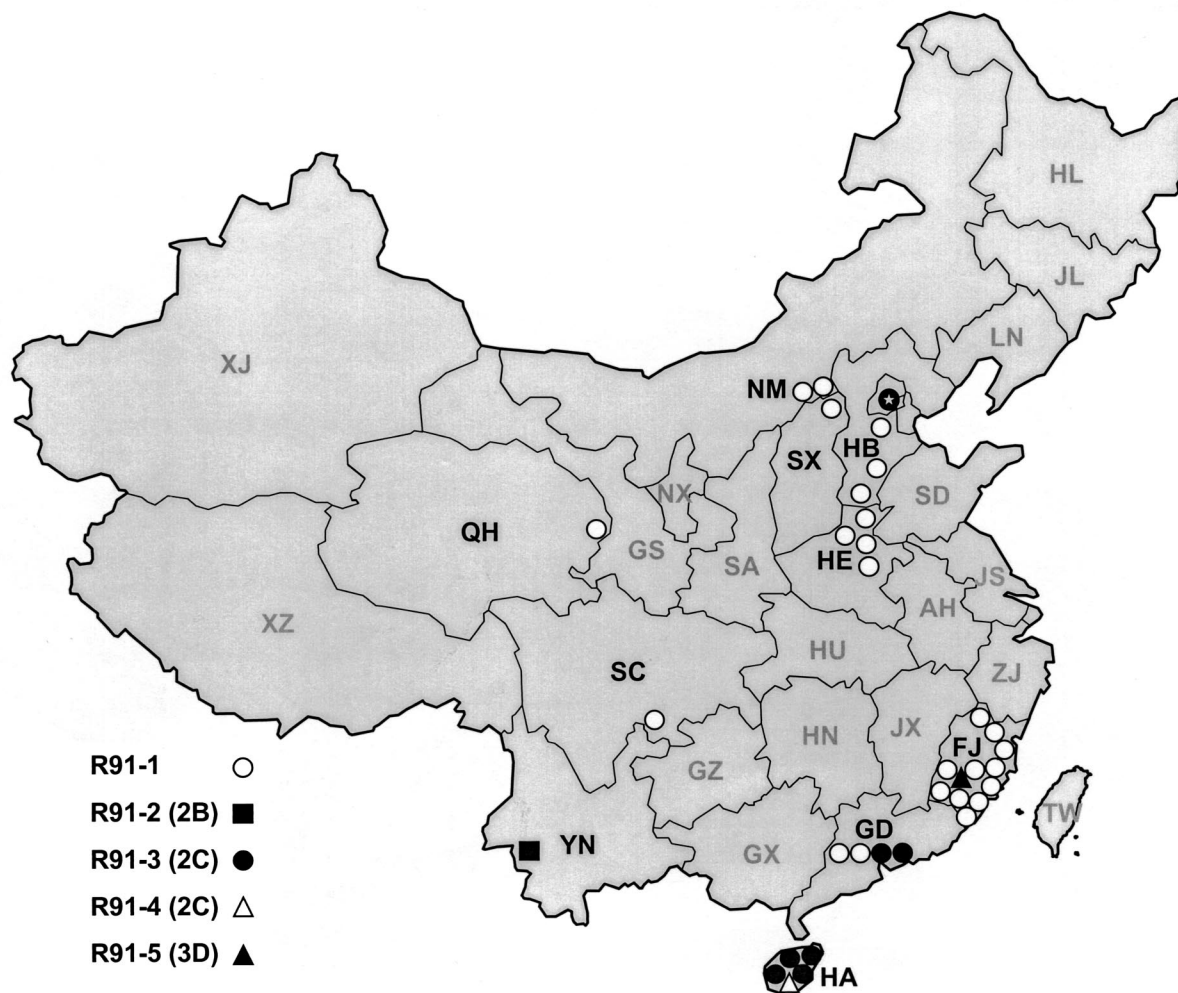 HL
JL
LN
XJ
NM
HB
SX
SD
NX
QH
GS
SA
HE
JS
AH
XZ
HU
SC
ZJ
HN
JX
FJ
GZ
TW
GD
YN
GX
HA
R91-1
R91-2 (2B)
R91-3 (2C)
R91-4 (2C)
R91-5 (3D)